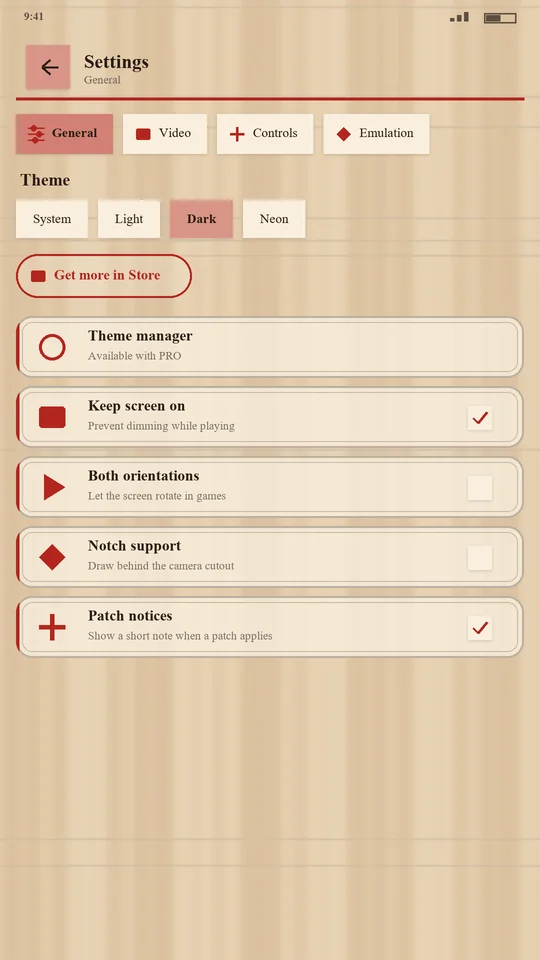 9:41
Settings
General
General
Video
Controls
Emulation
Theme
System
Light
Dark
Neon
Get more in Store
Theme manager
Available with PRO
Keep screen on
Prevent dimming while playing
Both orientations
Let the screen rotate in games
Notch support
Draw behind the camera cutout
Patch notices
Show a short note when a patch applies